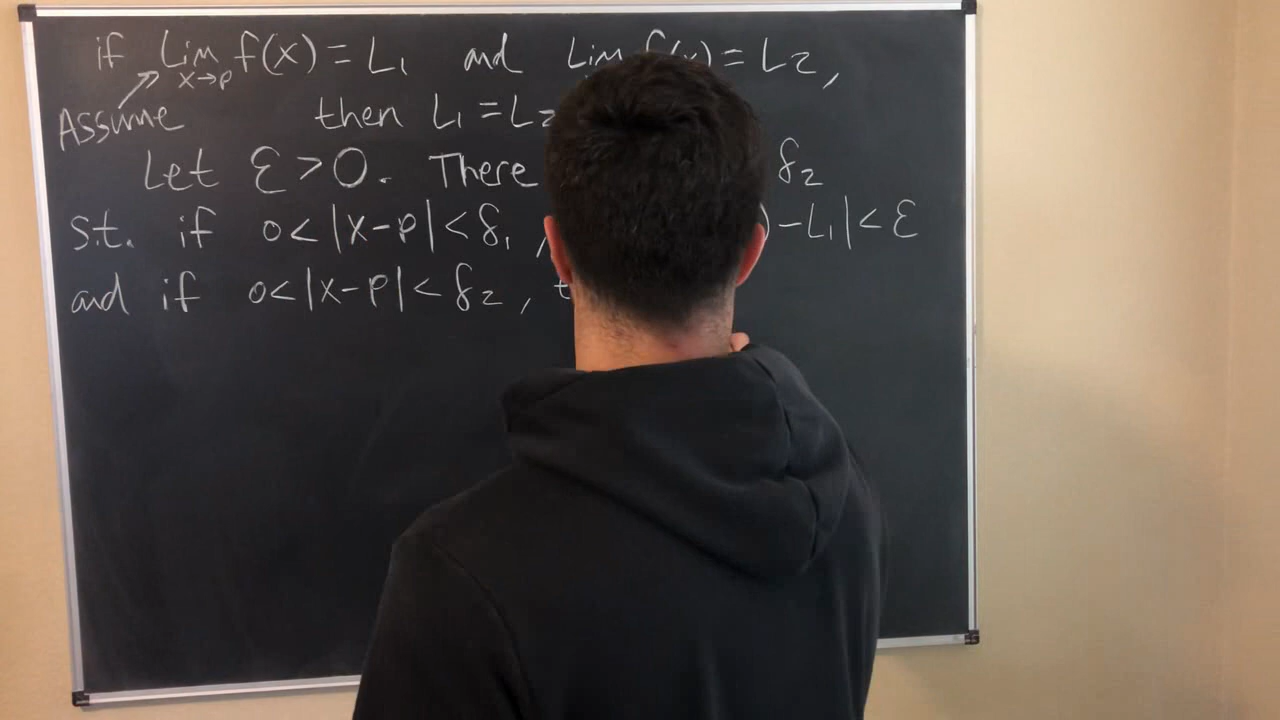 if Lim f(x) = L₁ and Lim f(x) = L₂,
x→p
Assume then L₁ = L₂
Let ε > 0. There δ₂
s.t. if 0 < |x-p| < δ₁, ) - L₁| < ε
and if 0 < |x-p| < δ₂,